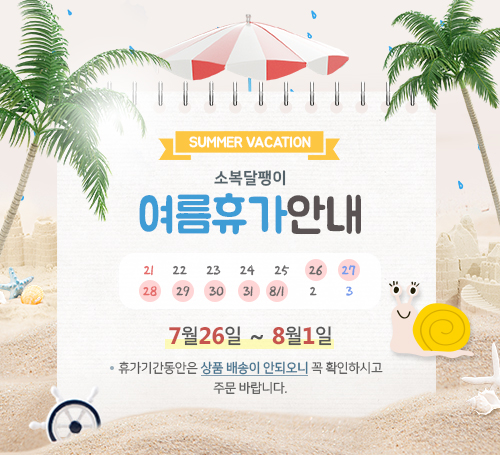 SUMMER VACATION
소복달팽이
여름휴가안내
21 22 23 24 25 26 27
28 29 30 31 8/1 2 3
7월26일 ~ 8월1일
• 휴가기간동안은 상품 배송이 안되오니 꼭 확인하시고
주문 바랍니다.